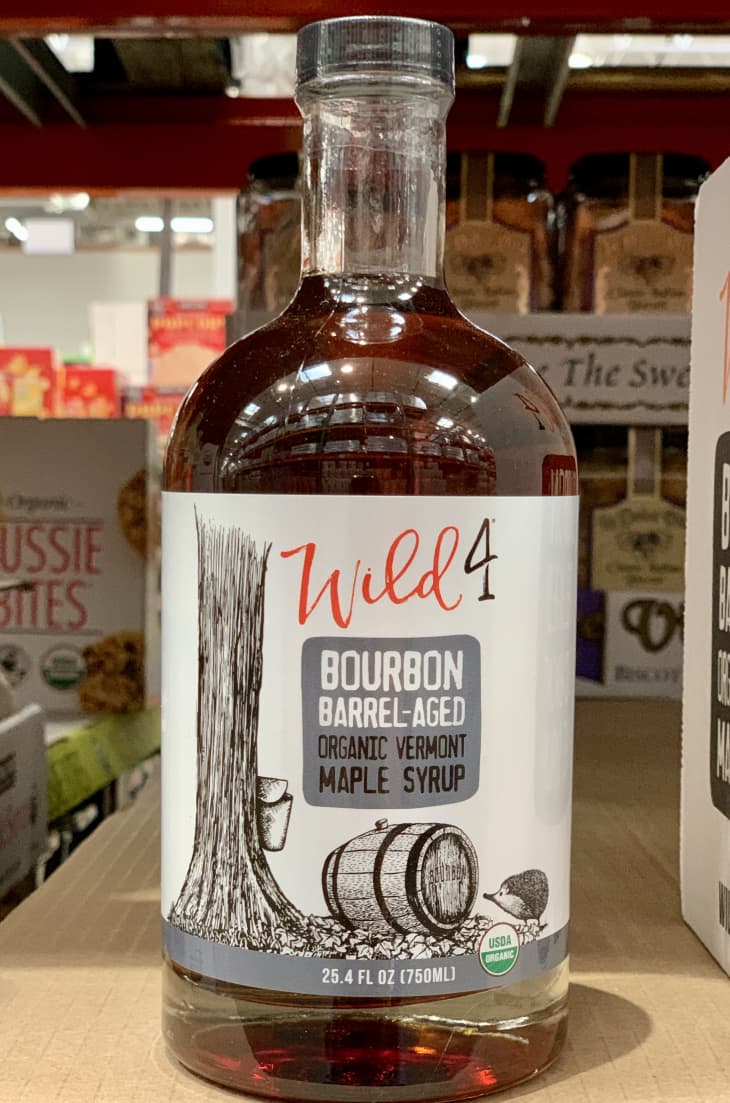 Wild 4
BOURBON
BARREL-AGED
ORGANIC VERMONT
MAPLE SYRUP
BOURBON
USDA
ORGANIC
25.4 FL OZ (750ML)
The Swe
Organic
USSIE
BITES
BISCOT